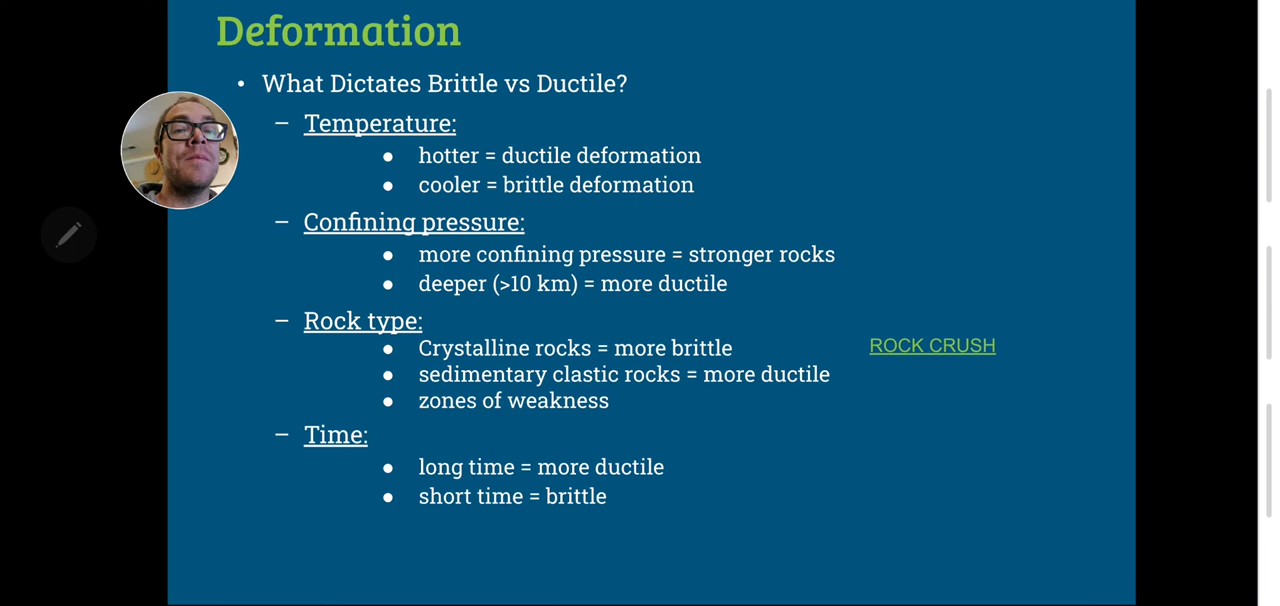 Deformation
• What Dictates Brittle vs Ductile?
– Temperature:
● hotter = ductile deformation
● cooler = brittle deformation
– Confining pressure:
● more confining pressure = stronger rocks
● deeper (>10 km) = more ductile
– Rock type:
● Crystalline rocks = more brittle
ROCK CRUSH
● sedimentary clastic rocks = more ductile
● zones of weakness
– Time:
● long time = more ductile
● short time = brittle